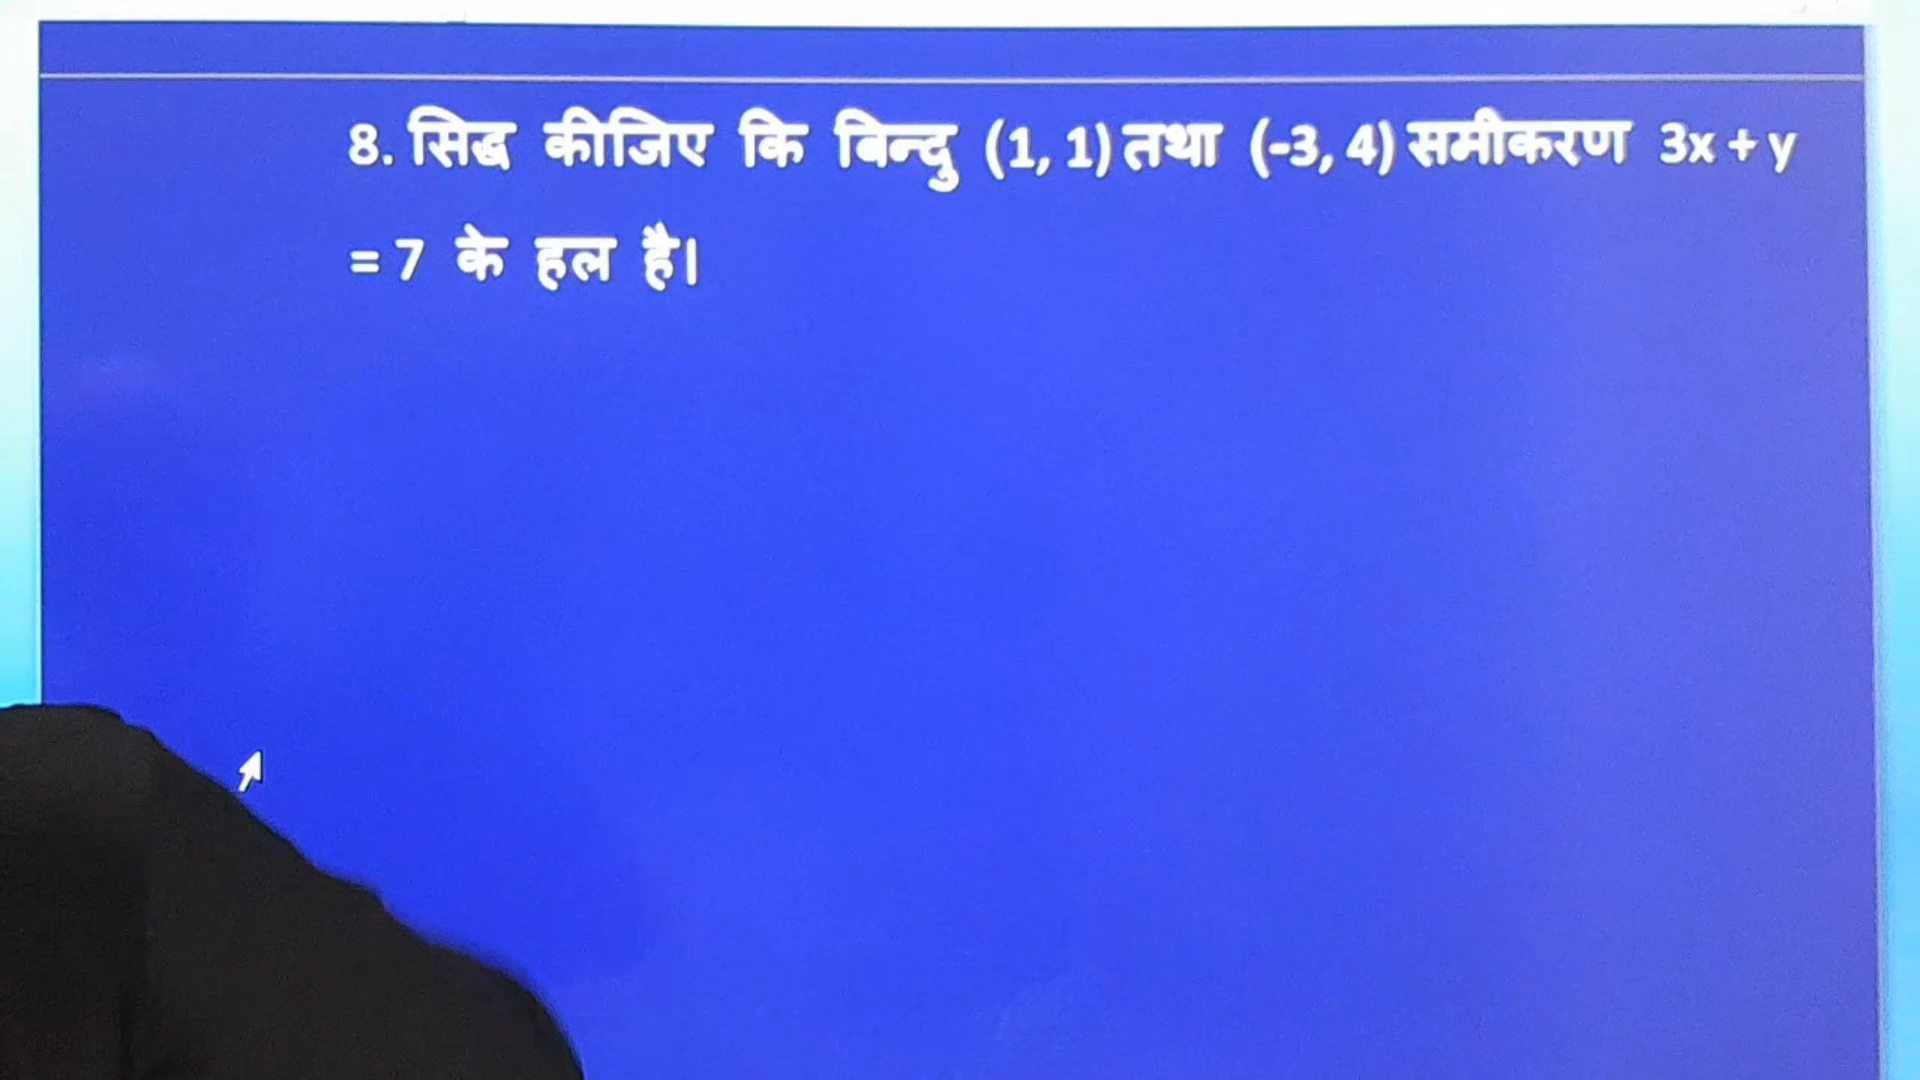 8. सिद्ध कीजिए कि बिन्दु (1, 1) तथा (-3, 4) समीकरण 3x + y
= 7 के हल है।